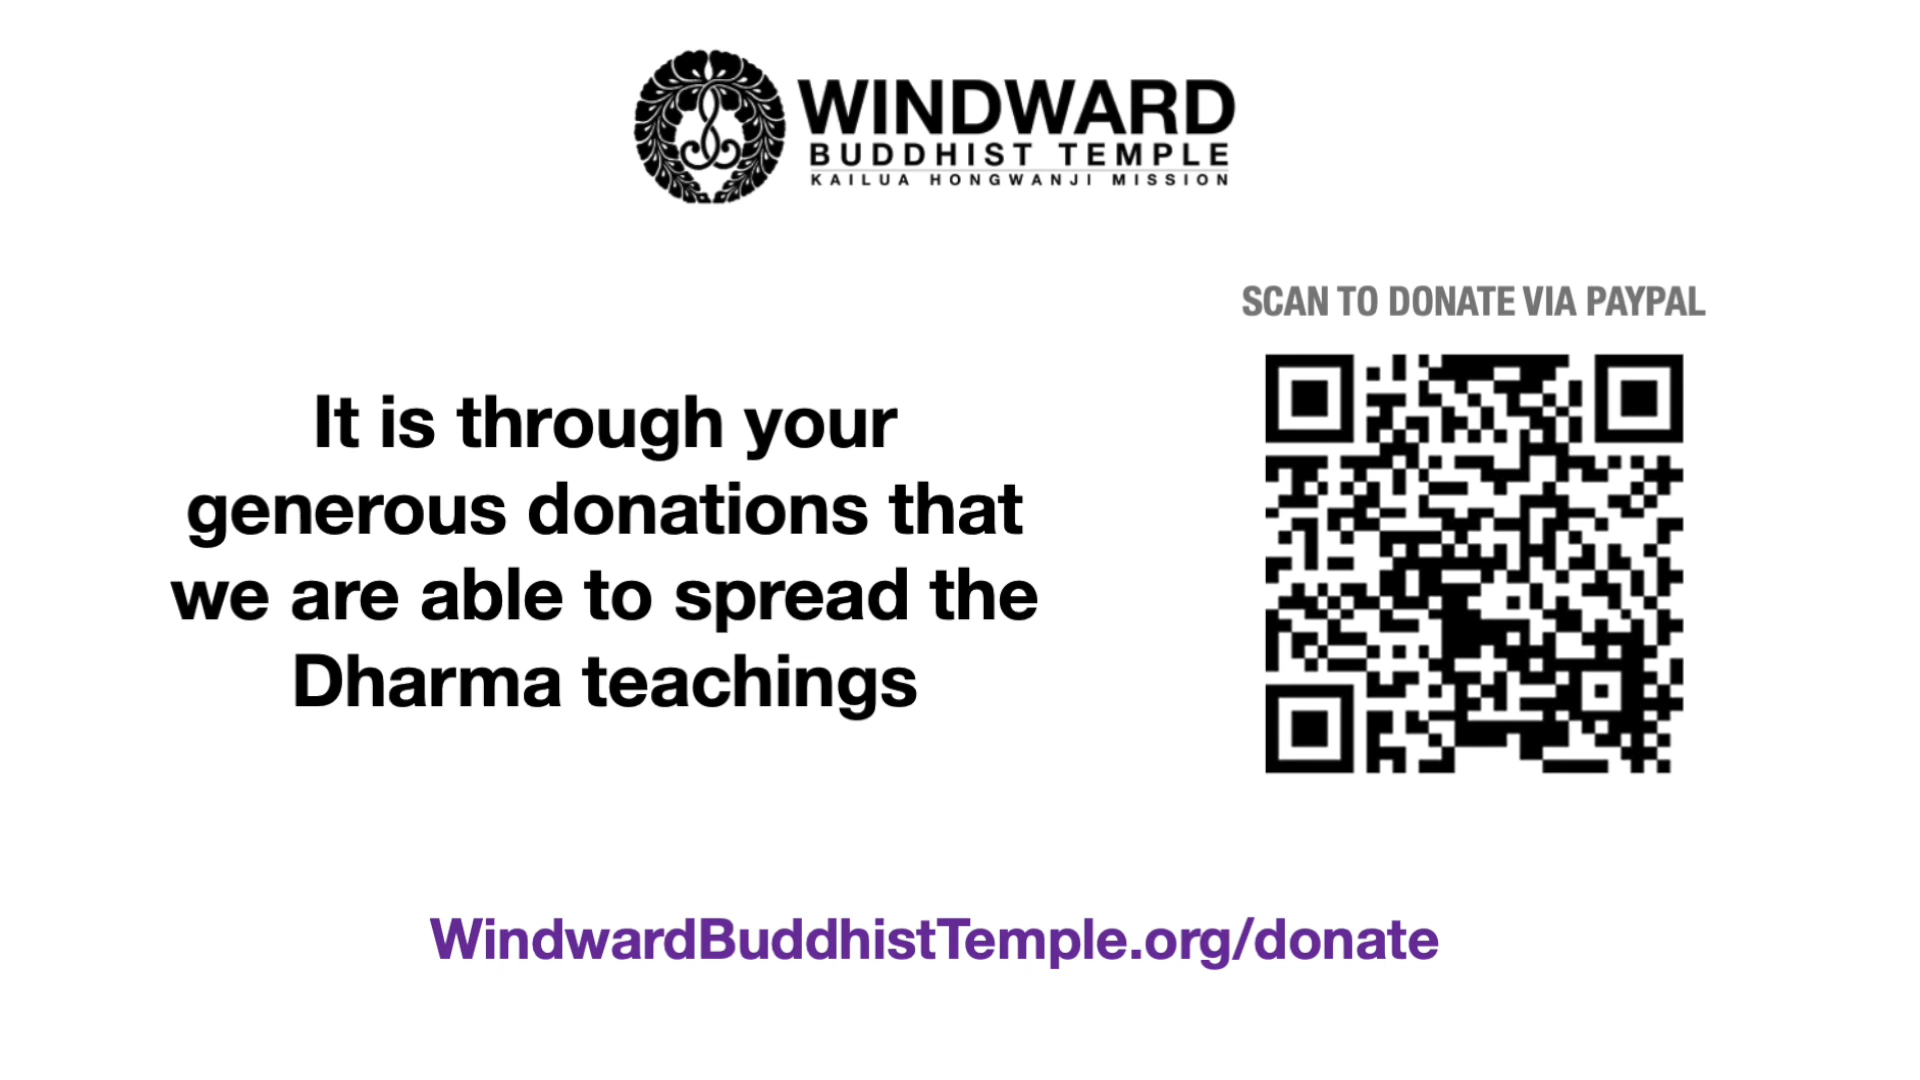 WINDWARD
BUDDHIST TEMPLE
KAILUA HONGWANJI MISSION
SCAN TO DONATE VIA PAYPAL
It is through your
generous donations that
we are able to spread the
Dharma teachings
WindwardBuddhistTemple.org/donate